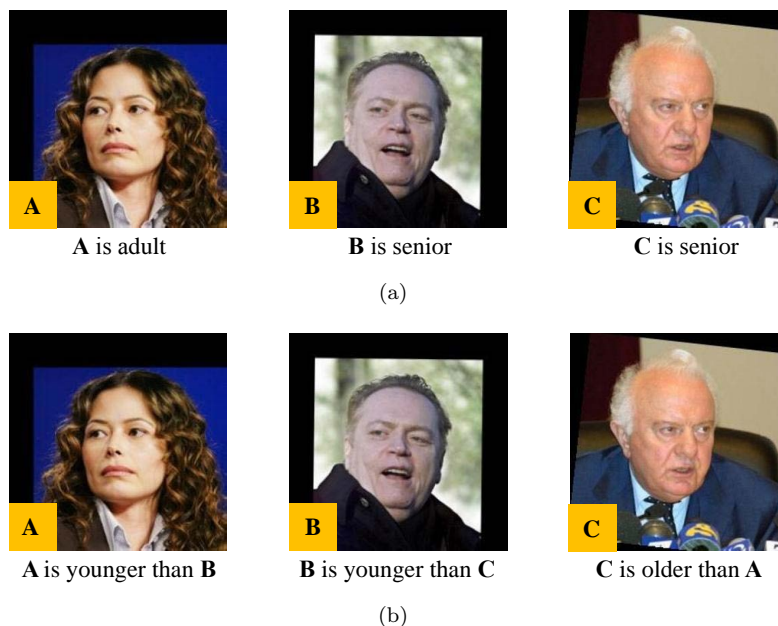 A B C
A is adult B is senior C is senior
(a)
A B C
A is younger than B B is younger than C C is older than A
(b)